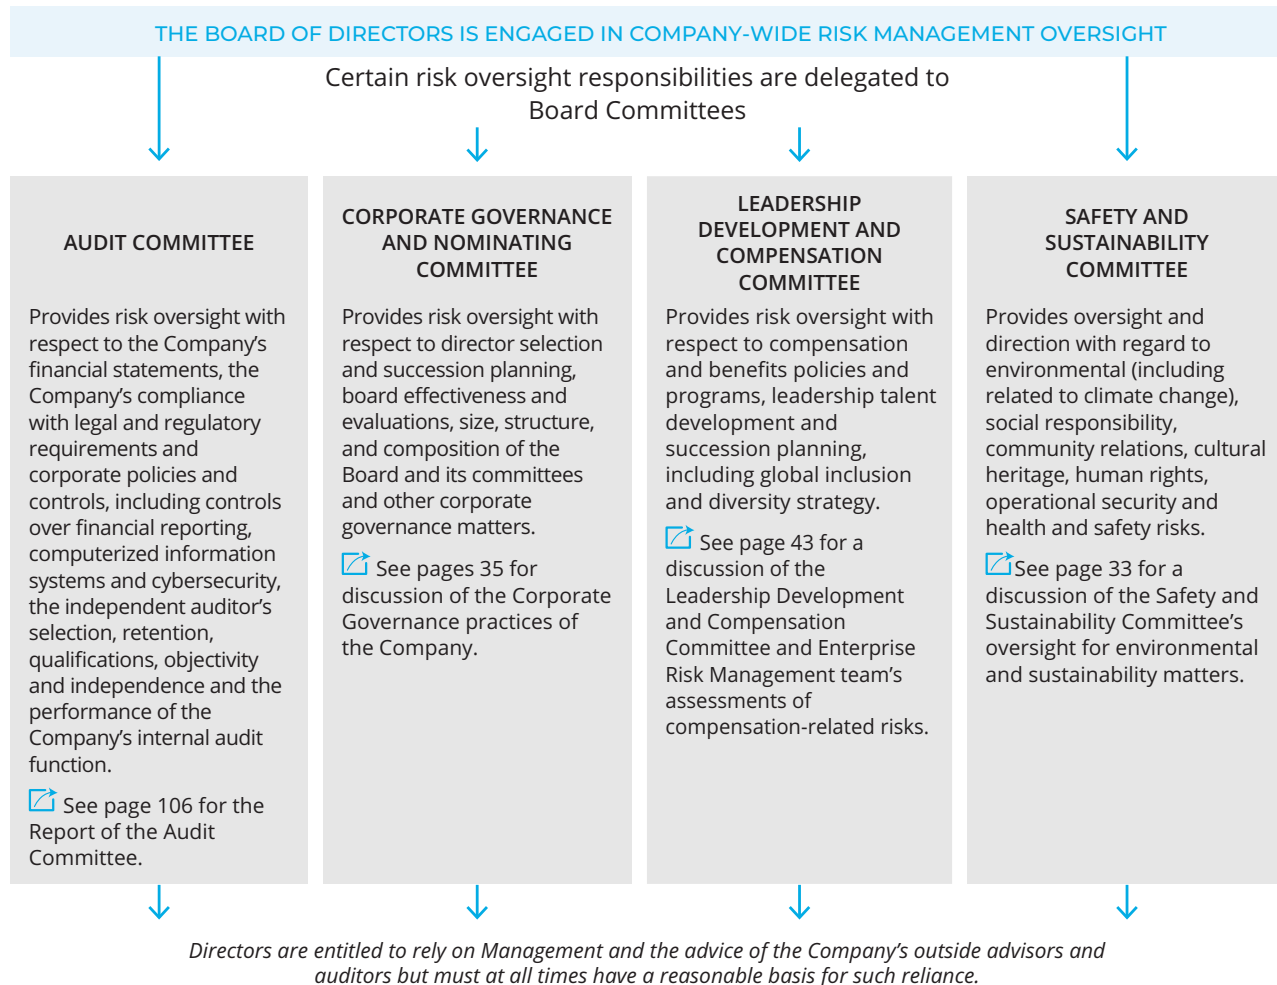 THE BOARD OF DIRECTORS IS ENGAGED IN COMPANY-WIDE RISK MANAGEMENT OVERSIGHT
Certain risk oversight responsibilities are delegated to
Board Committees
AUDIT COMMITTEE
Provides risk oversight with
respect to the Company’s
financial statements, the
Company’s compliance
with legal and regulatory
requirements and
corporate policies and
controls, including controls
over financial reporting,
computerized information
systems and cybersecurity,
the independent auditor’s
selection, retention,
qualifications, objectivity
and independence and the
performance of the
Company’s internal audit
function.
See page 106 for the
Report of the Audit
Committee.
CORPORATE GOVERNANCE
AND NOMINATING
COMMITTEE
Provides risk oversight with
respect to director selection
and succession planning,
board effectiveness and
evaluations, size, structure,
and composition of the
Board and its committees
and other corporate
governance matters.
See pages 35 for
discussion of the Corporate
Governance practices of
the Company.
LEADERSHIP
DEVELOPMENT AND
COMPENSATION
COMMITTEE
Provides risk oversight with
respect to compensation
and benefits policies and
programs, leadership talent
development and
succession planning,
including global inclusion
and diversity strategy.
See page 43 for a
discussion of the
Leadership Development
and Compensation
Committee and Enterprise
Risk Management team’s
assessments of
compensation-related risks.
SAFETY AND
SUSTAINABILITY
COMMITTEE
Provides oversight and
direction with regard to
environmental (including
related to climate change),
social responsibility,
community relations, cultural
heritage, human rights,
operational security and
health and safety risks.
See page 33 for a
discussion of the Safety and
Sustainability Committee’s
oversight for environmental
and sustainability matters.
Directors are entitled to rely on Management and the advice of the Company’s outside advisors and
auditors but must at all times have a reasonable basis for such reliance.